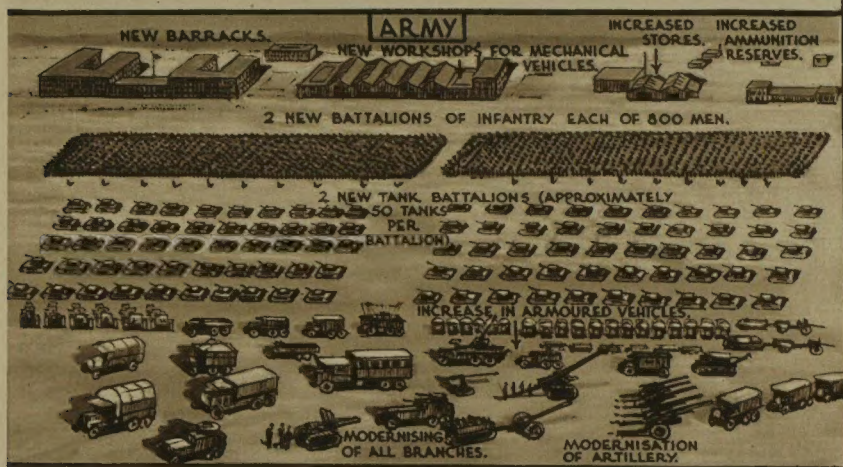 ARMY
NEW BARRACKS.
NEW WORKSHOPS FOR MECHANICAL
VEHICLES.
INCREASED
STORES.
INCREASED
AMMUNITION
RESERVES.
2 NEW BATTALIONS OF INFANTRY EACH OF 800 MEN.
2 NEW TANK BATTALIONS (APPROXIMATELY
50 TANKS
PER
BATTALION)
INCREASE IN ARMOURED VEHICLES.
MODERNISING
OF ALL BRANCHES.
MODERNISATION
OF ARTILLERY.